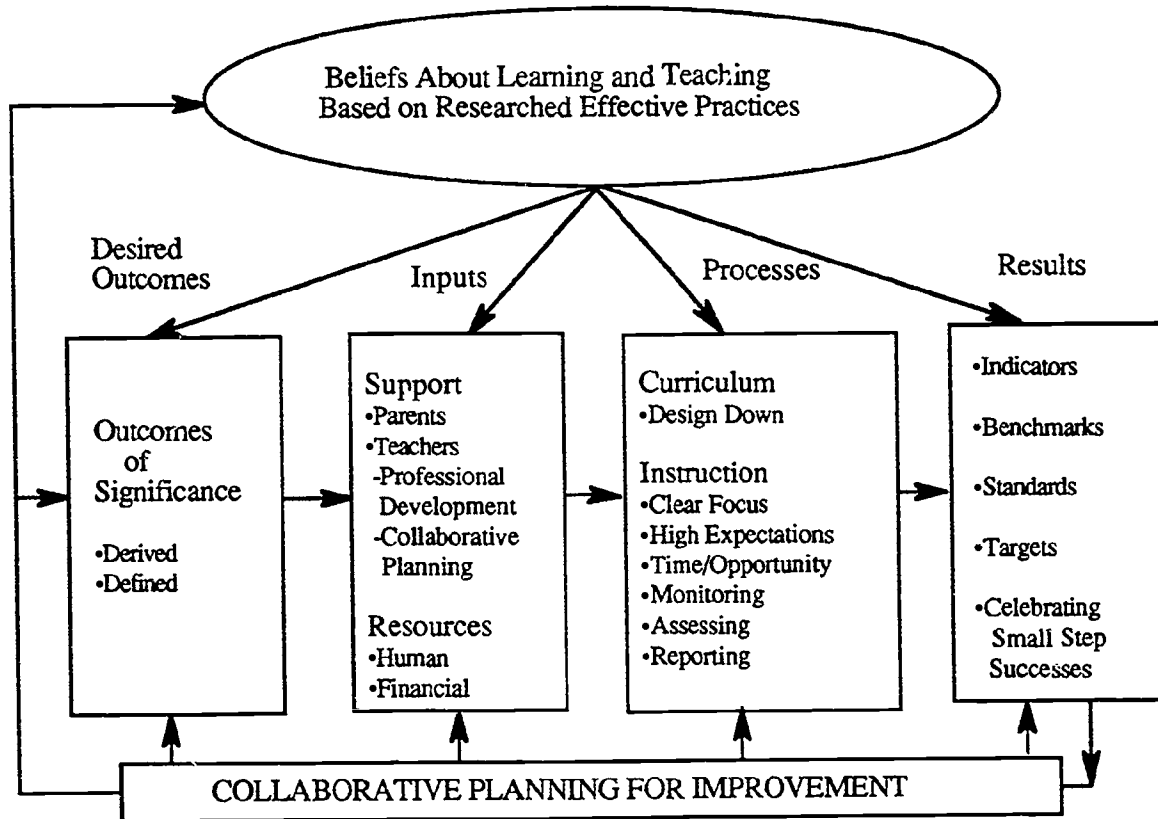 Beliefs About Learning and Teaching
Based on Researched Effective Practices
Desired
Outcomes
Inputs
Processes
Results
Outcomes
of
Significance
•Derived
•Defined
Support
•Parents
•Teachers
-Professional
Development
-Collaborative
Planning
Resources
•Human
•Financial
Curriculum
•Design Down
Instruction
•Clear Focus
•High Expectations
•Time/Opportunity
•Monitoring
•Assessing
•Reporting
•Indicators
•Benchmarks
•Standards
•Targets
•Celebrating
Small Step
Successes
COLLABORATIVE PLANNING FOR IMPROVEMENT